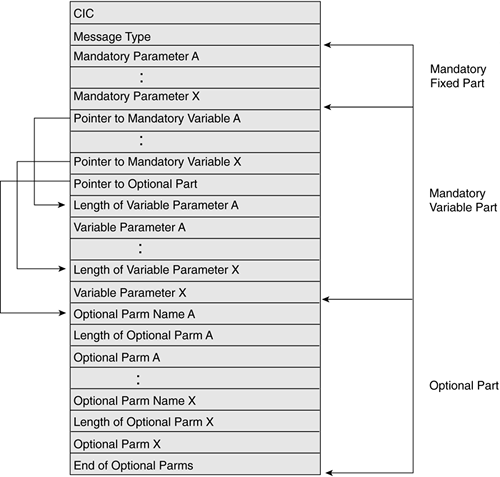 CIC
Message Type
Mandatory Parameter A
:
Mandatory Parameter X
Pointer to Mandatory Variable A
:
Pointer to Mandatory Variable X
Pointer to Optional Part
Length of Variable Parameter A
Variable Parameter A
:
Length of Variable Parameter X
Variable Parameter X
Optional Parm Name A
Length of Optional Parm A
Optional Parm A
:
Optional Parm Name X
Length of Optional Parm X
Optional Parm X
End of Optional Parms
Mandatory
Fixed Part
Mandatory
Variable Part
Optional Part